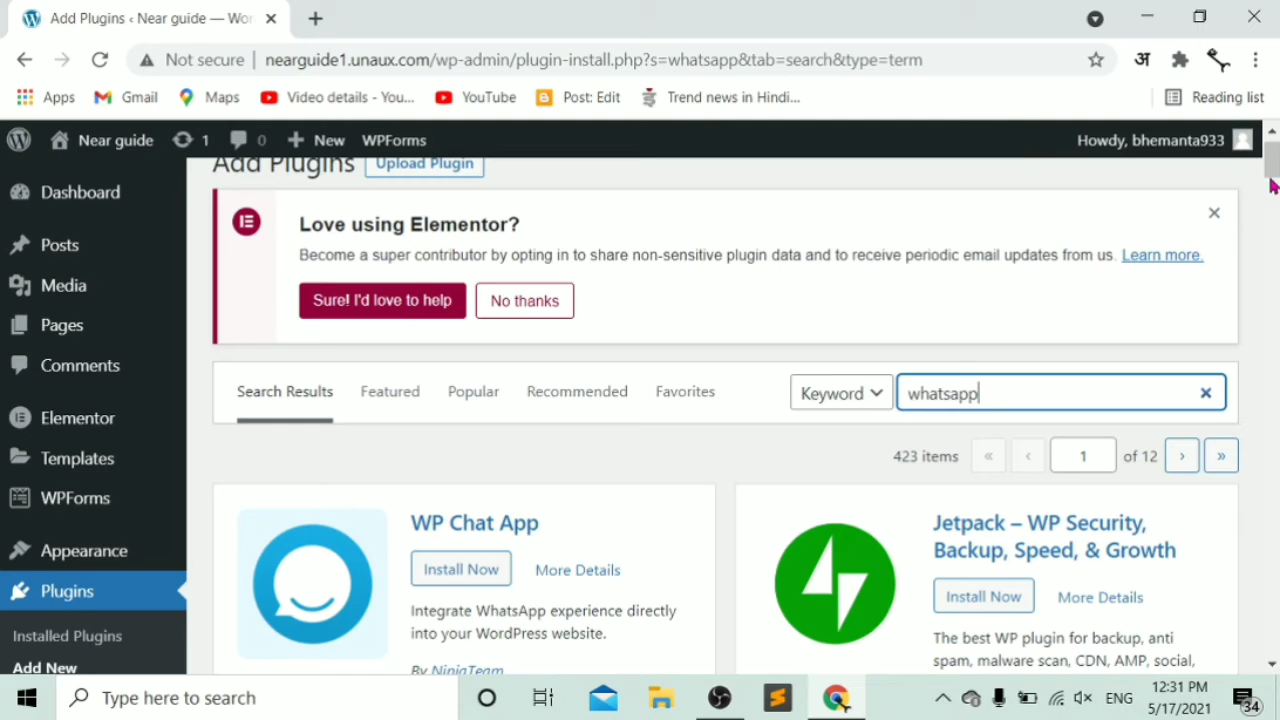 Add Plugins ‹ Near guide — Wor
Not secure | nearguide1.unaux.com/wp-admin/plugin-install.php?s=whatsapp&tab=search&type=term
अ
Apps Gmail Maps Video details - You... YouTube Post: Edit Trend news in Hindi... Reading list
Near guide 1 0 New WPForms Howdy, bhemanta933
Add Plugins Upload Plugin
Dashboard
Posts
Media
Pages
Comments
Elementor
Templates
WPForms
Appearance
Plugins
Installed Plugins
Add New
Love using Elementor?
Become a super contributor by opting in to share non-sensitive plugin data and to receive periodic email updates from us. Learn more.
Sure! I'd love to help No thanks
Search Results Featured Popular Recommended Favorites Keyword whatsapp
423 items « ‹ 1 of 12 › »
WP Chat App
Install Now More Details
Integrate WhatsApp experience directly
into your WordPress website.
By NinjaTeam
Jetpack – WP Security,
Backup, Speed, & Growth
Install Now More Details
The best WP plugin for backup, anti
spam, malware scan, CDN, AMP, social,
Type here to search ENG 12:31 PM
5/17/2021 34